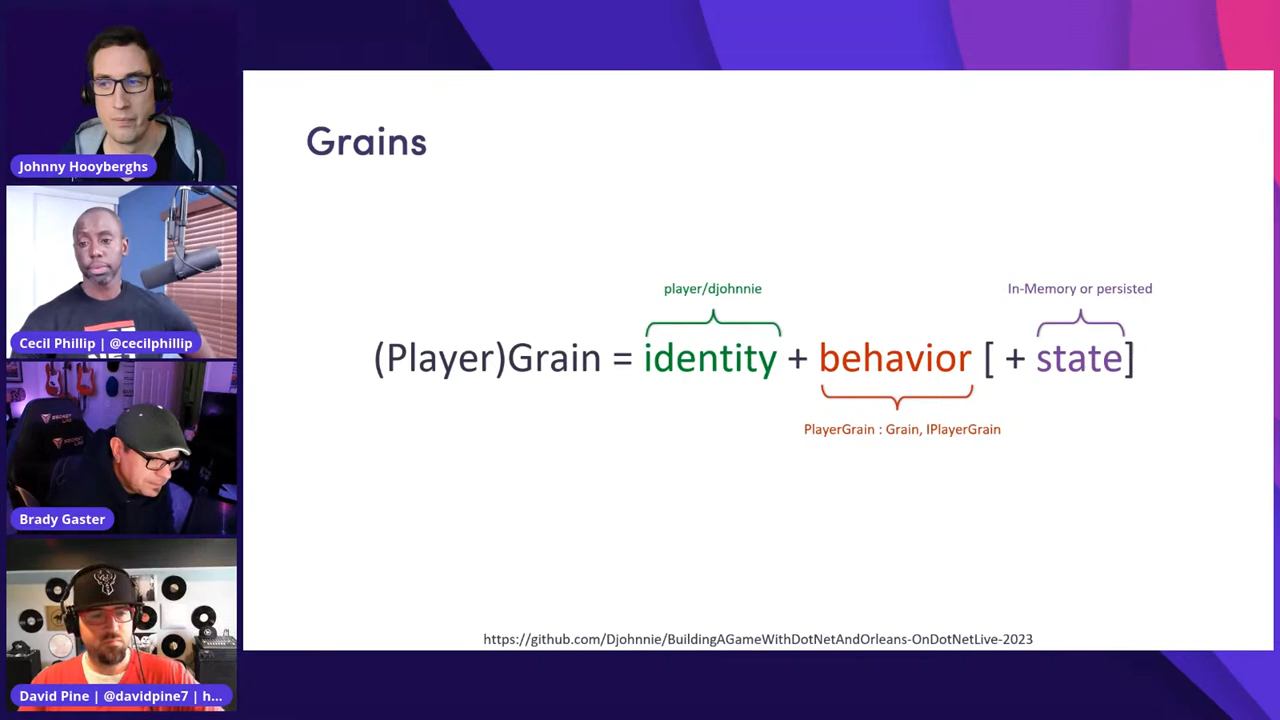 Johnny Hooyberghs
Cecil Phillip | @cecilphillip
Brady Gaster
David Pine | @davidpine7 | h...
Grains
player/djohnnie
In-Memory or persisted
(Player)Grain = identity + behavior [ + state]
PlayerGrain : Grain, IPlayerGrain
https://github.com/Djohnnie/BuildingAGameWithDotNetAndOrleans-OnDotNetLive-2023